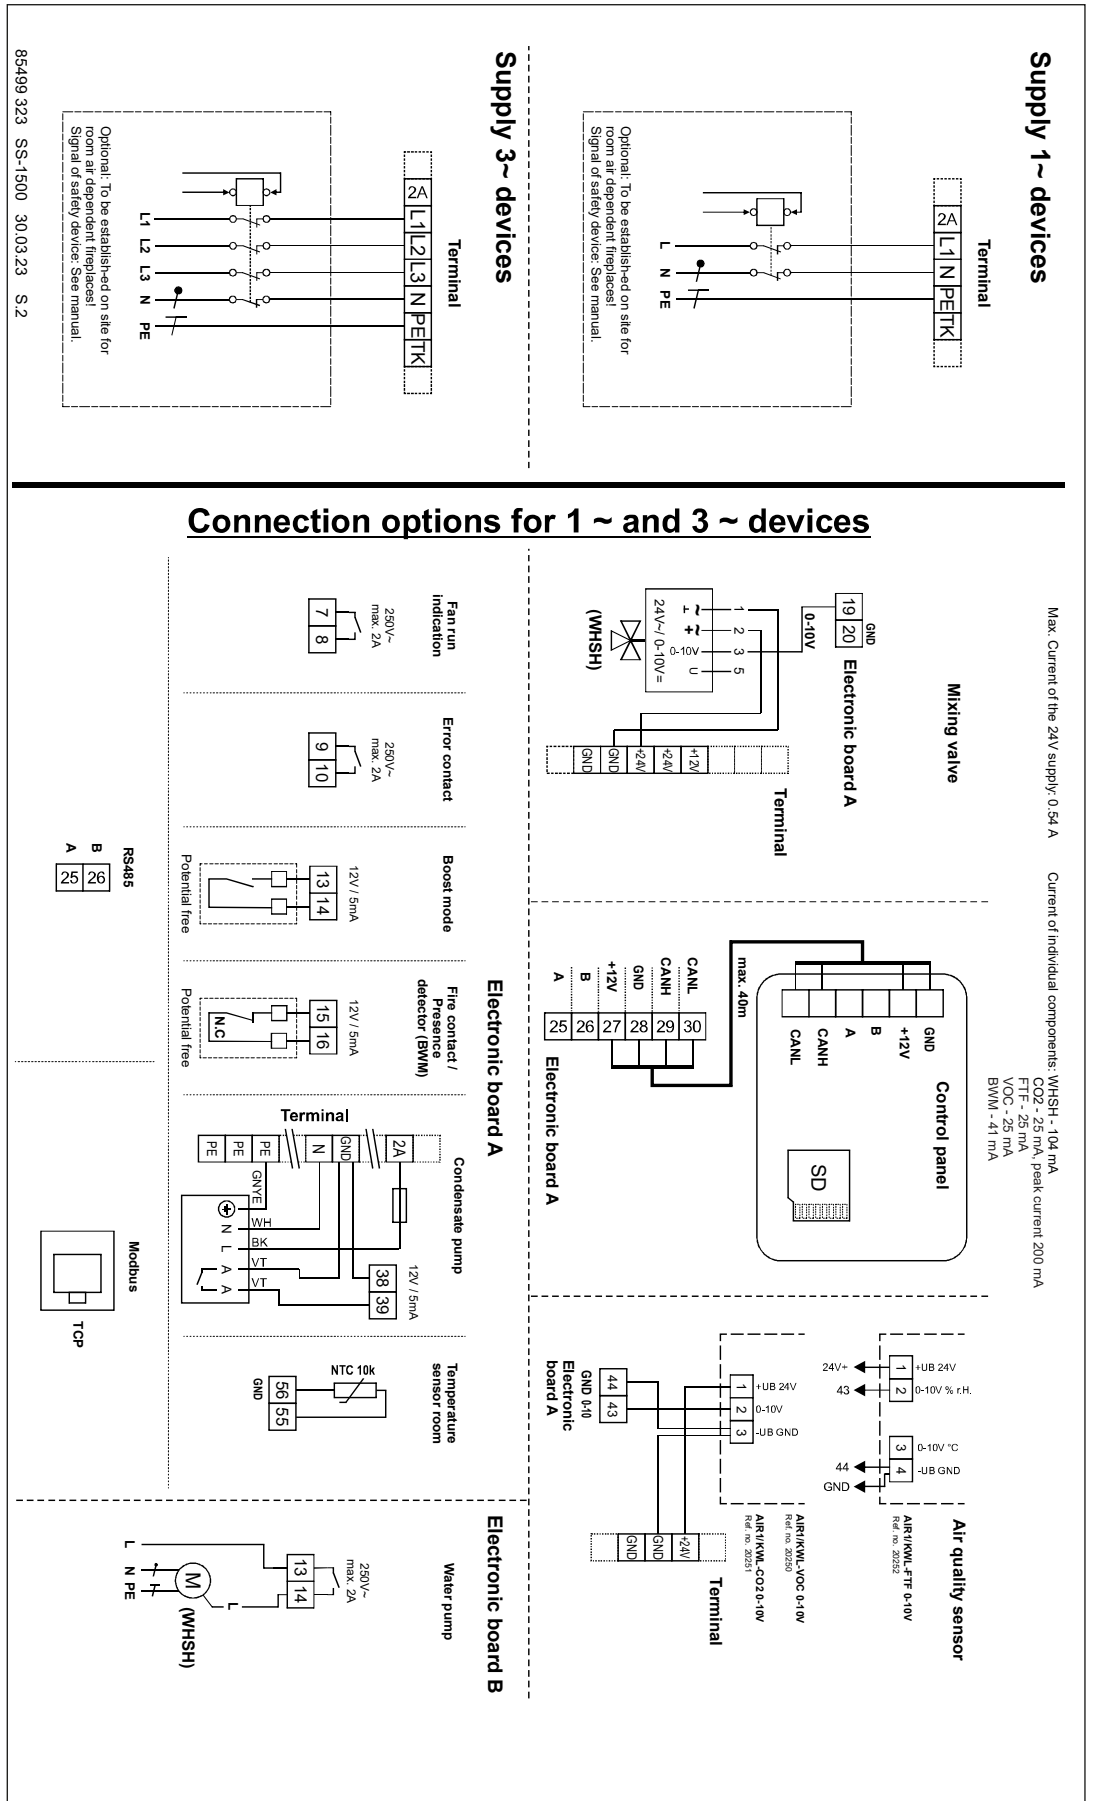 Supply 1~ devices
Terminal
2A
L1
N
PE
TK
L
N
PE
Optional: To be establish-ed on site for
room air dependent fireplaces!
Signal of safety device: See manual.
Supply 3~ devices
Terminal
2A
L1
L2
L3
N
PE
TK
L1
L2
L3
N
PE
Optional: To be establish-ed on site for
room air dependent fireplaces!
Signal of safety device: See manual.
85499 323 SS-1500 30.03.23 S.2
Connection options for 1 ~ and 3 ~ devices
Max. Current of the 24V supply: 0.54 A
Current of individual components: WHSH - 104 mA
CO2 - 25 mA, peak current 200 mA
FTF - 25 mA
VOC - 25 mA
BWM - 41 mA
Mixing valve
Electronic board A
GND
19 20
0-10V
1 2 3 5
⊥ ~
+ ~
0-10V
U
24V~/ 0-10V=
(WHSH)
Terminal
GND
GND
+24V
+24V
+12V
Control panel
SD
GND
+12V
B
A
CANH
CANL
max. 40m
CANL
CANH
GND
+12V
B
A
25 26 27 28 29 30
Electronic board A
Air quality sensor
AIR1/KWL-FTF 0-10V
Ref. no. 20252
1 +UB 24V
2 0-10V % r.H.
3 0-10V °C
4 -UB GND
24V+
43
44
GND
AIR1/KWL-VOC 0-10V
Ref. no. 20250
AIR1/KWL-CO2 0-10V
Ref. no. 20251
1 +UB 24V
2 0-10V
3 -UB GND
44 43
GND 0-10
Electronic
board A
Terminal
GND
GND
+24V
Electronic board A
Fan run
indication
250V~
max. 2A
7 8
Error contact
250V~
max. 2A
9 10
Boost mode
12V / 5mA
13 14
Potential free
Fire contact /
Presence
detector (BWM)
12V / 5mA
15 16
N.C
Potential free
Condensate pump
Terminal
PE
PE
PE
N
GND
2A
GNYE
WH
BK
VT
VT
N
L
A
A
12V / 5mA
38 39
Temperature
sensor room
NTC 10k
56 55
GND
RS485
B
A
25 26
Modbus
TCP
Electronic board B
Water pump
250V~
max. 2A
13 14
L
N
PE
M
L
(WHSH)